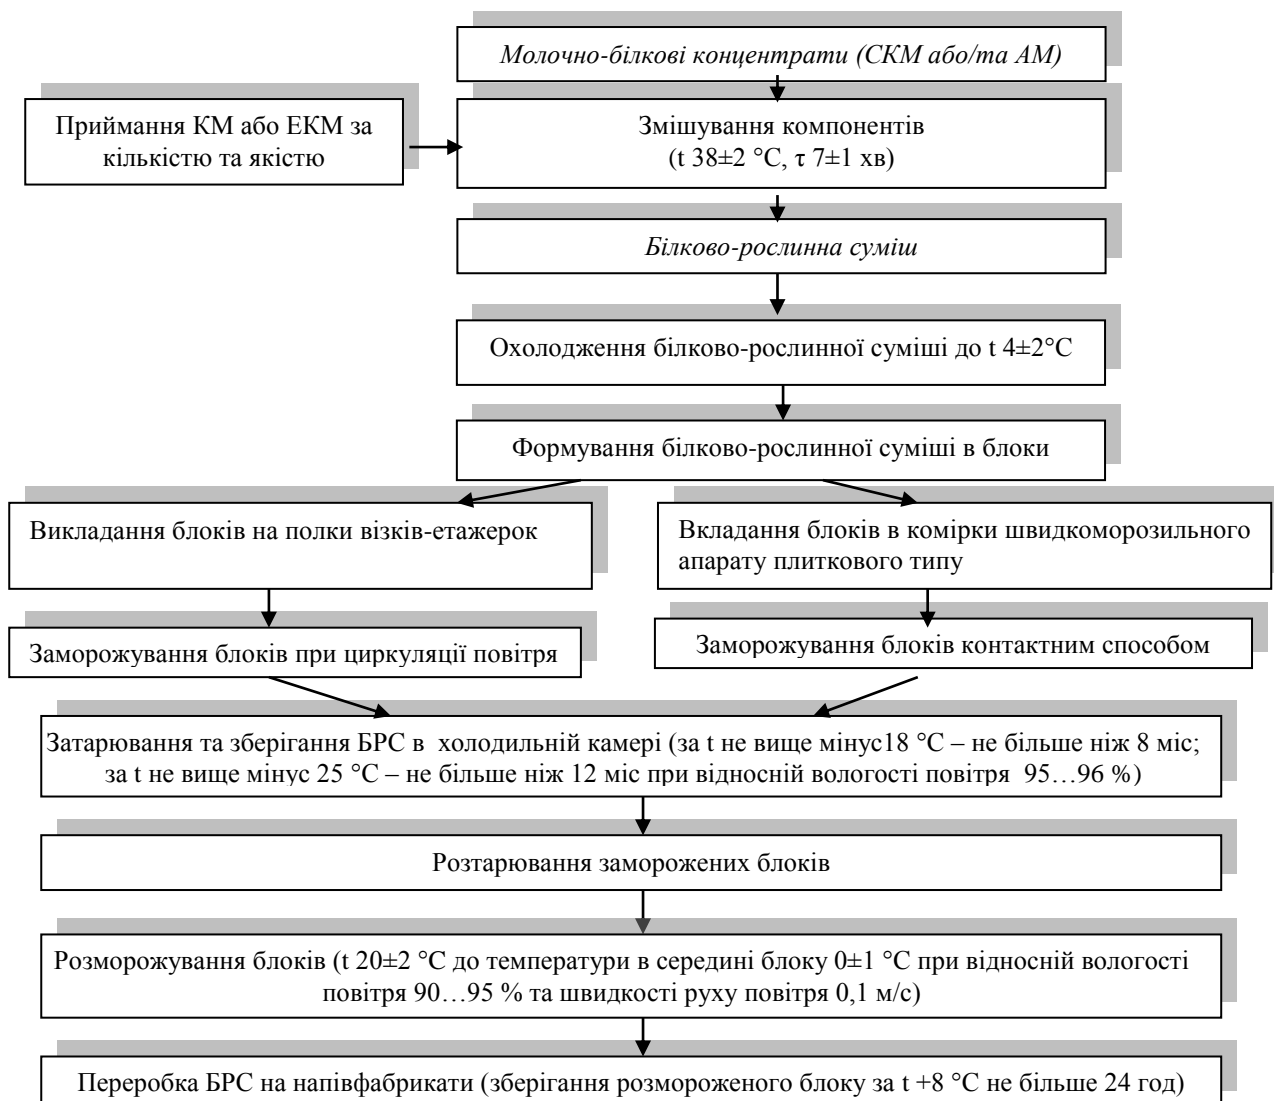 Молочно-білкові концентрати (СКМ або/та АМ)
Приймання КМ або ЕКМ за
кількістю та якістю
Змішування компонентів
(t 38±2 °С, τ 7±1 хв)
Білково-рослинна суміш
Охолодження білково-рослинної суміші до t 4±2°С
Формування білково-рослинної суміші в блоки
Викладання блоків на полки візків-етажерок
Вкладання блоків в комірки швидкоморозильного
апарату плиткового типу
Заморожування блоків при циркуляції повітря
Заморожування блоків контактним способом
Затарювання та зберігання БРС в холодильній камері (за t не вище мінус18 °С – не більше ніж 8 міс;
за t не вище мінус 25 °С – не більше ніж 12 міс при відносній вологості повітря 95…96 %)
Розтарювання заморожених блоків
Розморожування блоків (t 20±2 °С до температури в середині блоку 0±1 °С при відносній вологості
повітря 90…95 % та швидкості руху повітря 0,1 м/с)
Переробка БРС на напівфабрикати (зберігання розмороженого блоку за t +8 °С не більше 24 год)